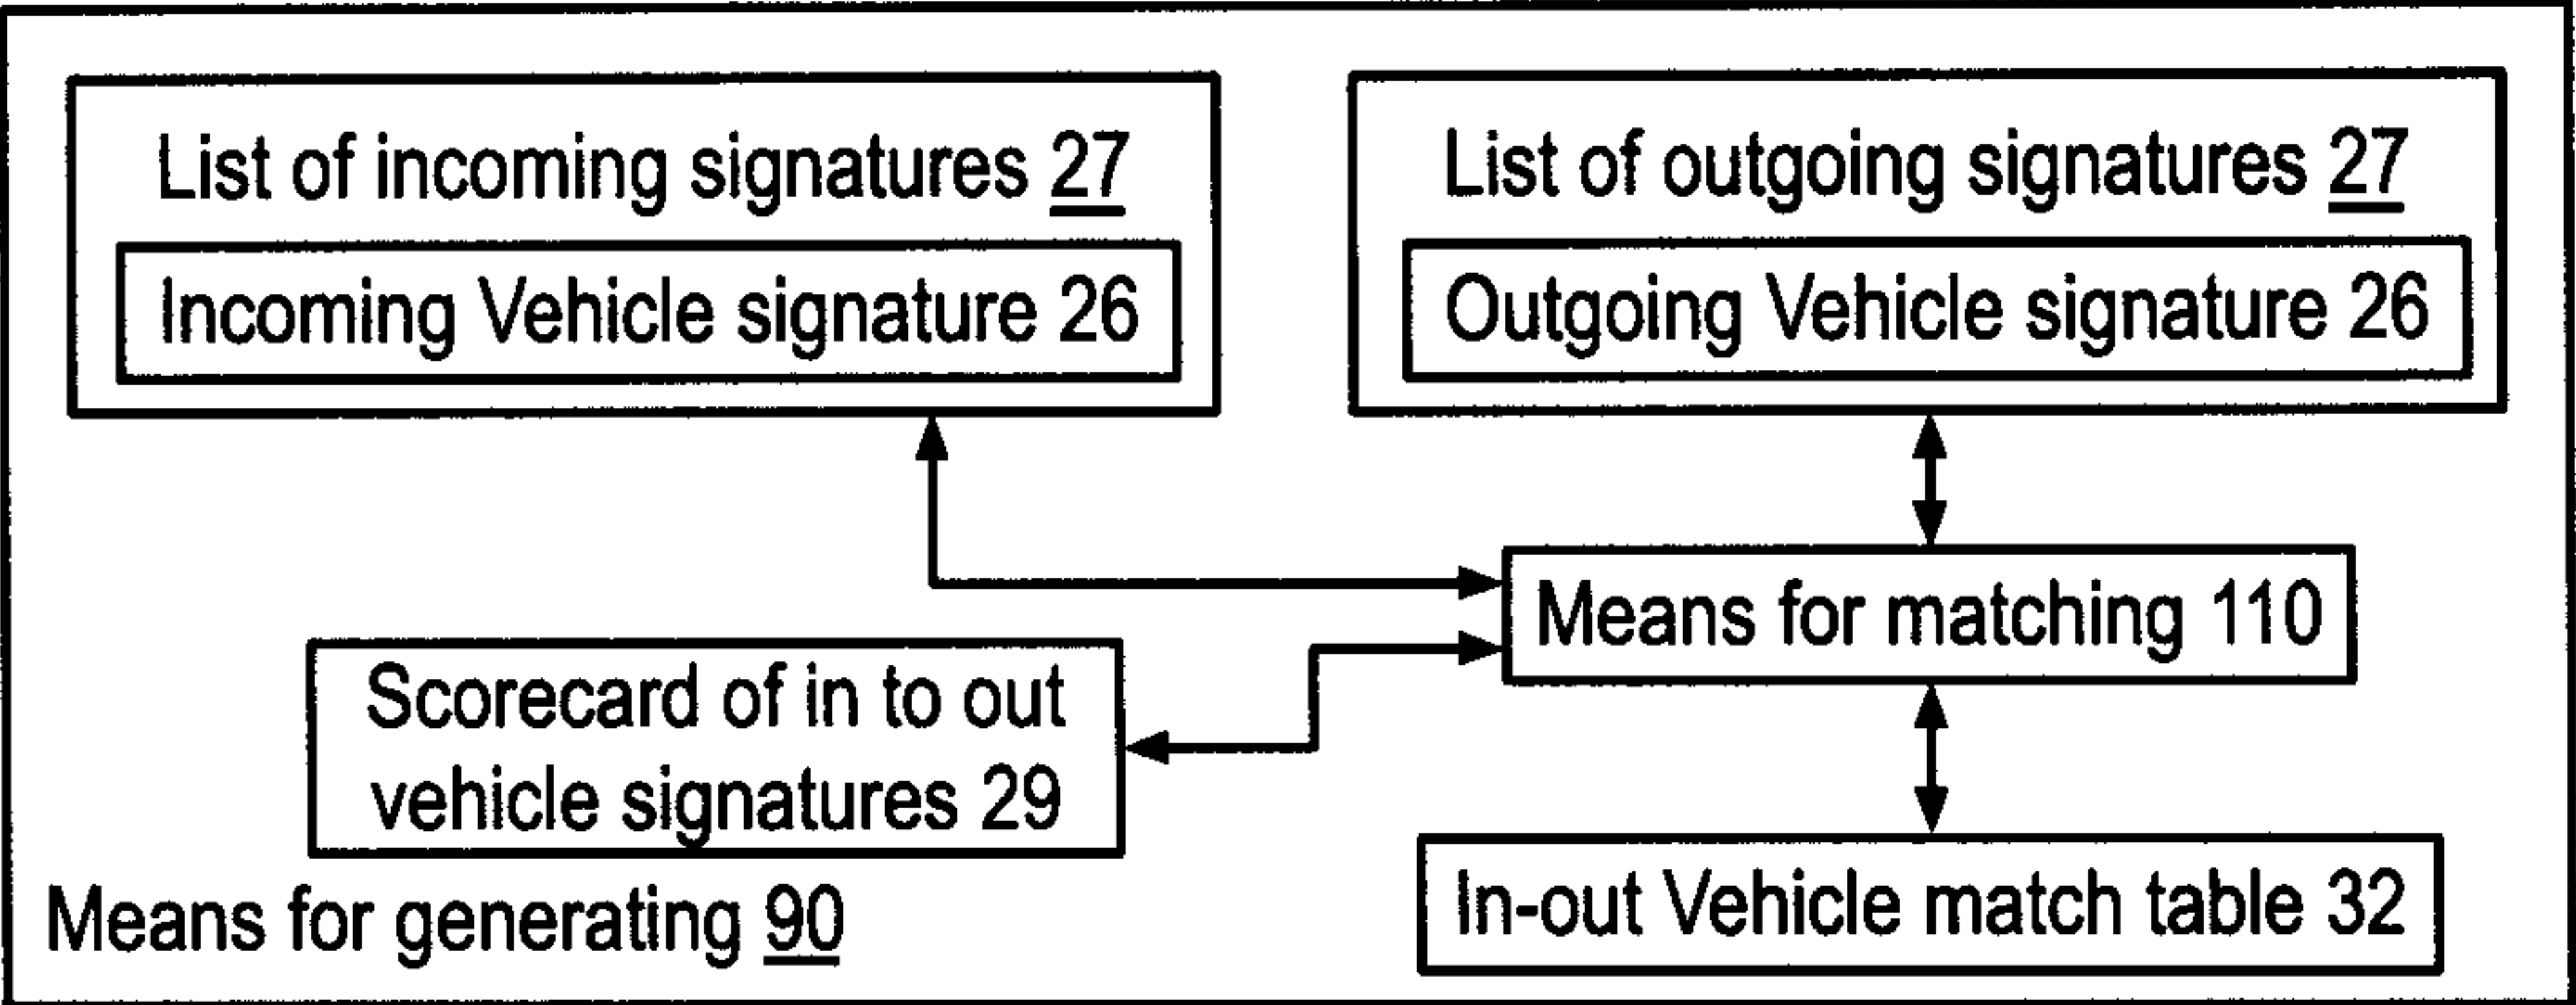 List of incoming signatures 27
Incoming Vehicle signature 26
List of outgoing signatures 27
Outgoing Vehicle signature 26
Means for matching 110
Scorecard of in to out
vehicle signatures 29
In-out Vehicle match table 32
Means for generating 90